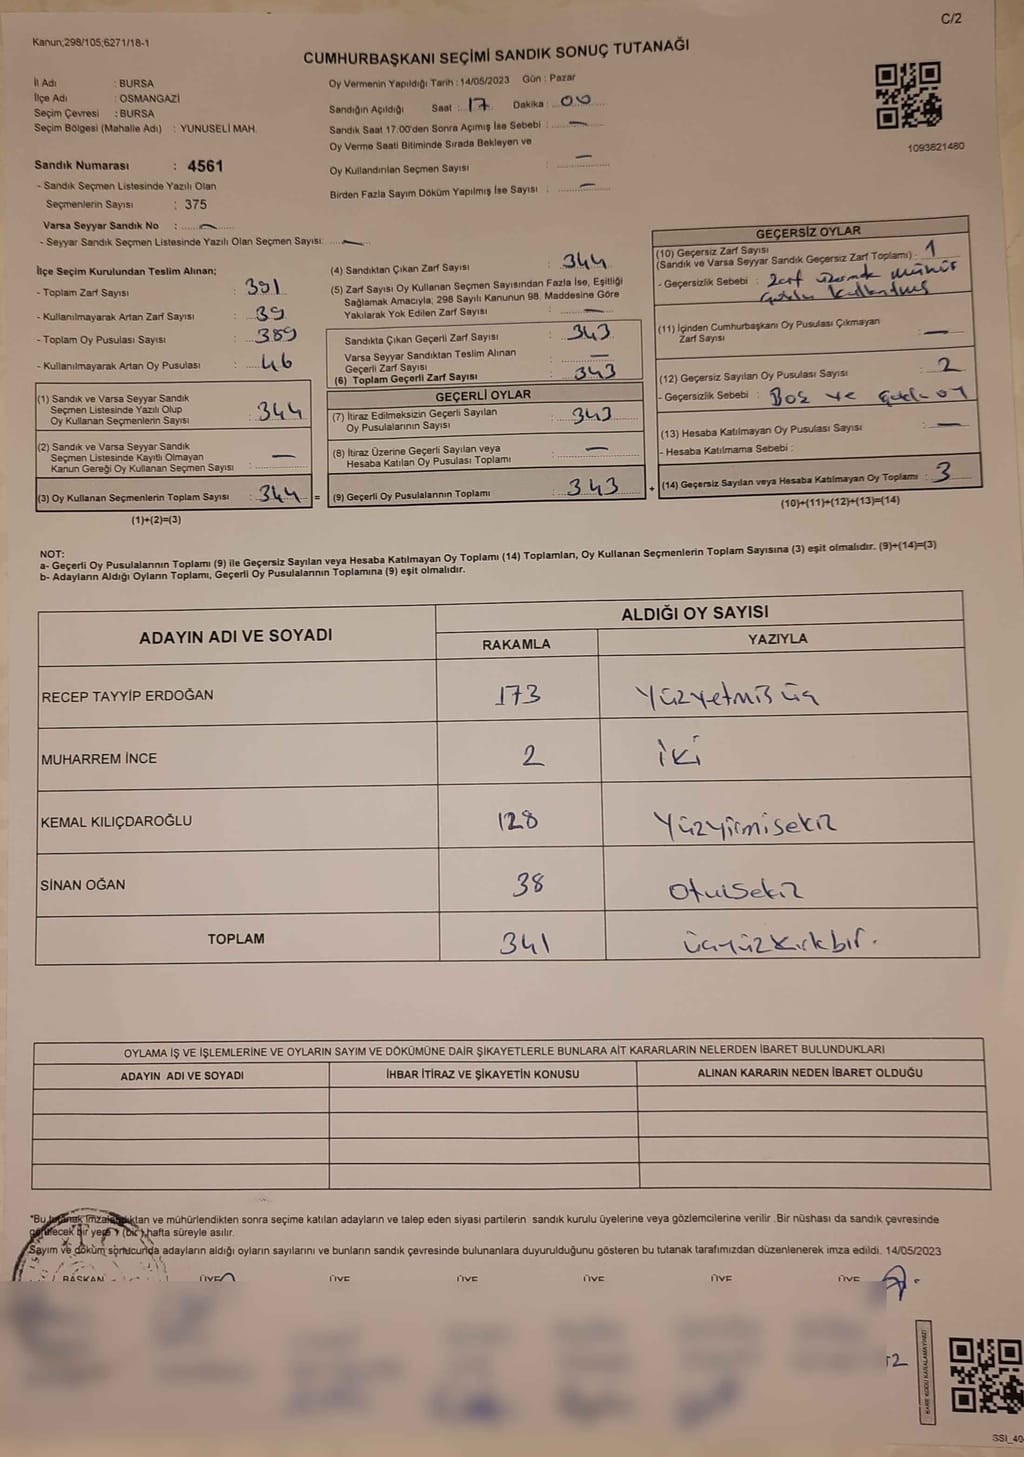 C/2
Kanun;298/105;6271/18-1
CUMHURBAŞKANI SEÇİMİ SANDIK SONUÇ TUTANAĞI
İl Adı : BURSA
İlçe Adı : OSMANGAZİ
Seçim Çevresi : BURSA
Seçim Bölgesi (Mahalle Adı) : YUNUSELİ MAH.
Sandık Numarası : 4561
- Sandık Seçmen Listesinde Yazılı Olan
Seçmenlerin Sayısı : 375
Varsa Seyyar Sandık No : —
- Seyyar Sandık Seçmen Listesinde Yazılı Olan Seçmen Sayısı: —
Oy Vermenin Yapıldığı Tarih : 14/05/2023 Gün : Pazar
Sandığın Açıldığı Saat : 17 Dakika : 00
Sandık Saat 17.00'den Sonra Açımış İse Sebebi : —
Oy Verme Saati Bitiminde Sırada Bekleyen ve
Oy Kullandırılan Seçmen Sayısı : —
Birden Fazla Sayım Döküm Yapılmış İse Sayısı : —
1093821480
İlçe Seçim Kurulundan Teslim Alınan;
- Toplam Zarf Sayısı : 391
- Kullanılmayarak Artan Zarf Sayısı : 39
- Toplam Oy Pusulası Sayısı : 389
- Kullanılmayarak Artan Oy Pusulası : 46
(1) Sandık ve Varsa Seyyar Sandık
Seçmen Listesinde Yazılı Olup
Oy Kullanan Seçmenlerin Sayısı : 344
(2) Sandık ve Varsa Seyyar Sandık
Seçmen Listesinde Kayıtlı Olmayan
Kanun Gereği Oy Kullanan Seçmen Sayısı : —
(3) Oy Kullanan Seçmenlerin Toplam Sayısı : 344 =
(1)+(2)=(3)
(4) Sandıktan Çıkan Zarf Sayısı : 344
(5) Zarf Sayısı Oy Kullanan Seçmen Sayısından Fazla İse, Eşitliği
Sağlamak Amacıyla; 298 Sayılı Kanunun 98. Maddesine Göre
Yakılarak Yok Edilen Zarf Sayısı : —
Sandıkta Çıkan Geçerli Zarf Sayısı : 343
Varsa Seyyar Sandıktan Teslim Alınan
Geçerli Zarf Sayısı : —
(6) Toplam Geçerli Zarf Sayısı : 343
GEÇERLİ OYLAR
(7) İtiraz Edilmeksizin Geçerli Sayılan
Oy Pusulalarının Sayısı : 343
(8) İtiraz Üzerine Geçerli Sayılan veya
Hesaba Katılan Oy Pusulası Toplamı : —
(9) Geçerli Oy Pusulalarının Toplamı : 343 +
GEÇERSİZ OYLAR
(10) Geçersiz Zarf Sayısı
(Sandık ve Varsa Seyyar Sandık Geçersiz Zarf Toplamı) : 1
- Geçersizlik Sebebi : Zarf üzerinde mühür
kullanılmış
(11) İçinden Cumhurbaşkanı Oy Pusulası Çıkmayan
Zarf Sayısı : —
(12) Geçersiz Sayılan Oy Pusulası Sayısı : 2
- Geçersizlik Sebebi : Boş ve
(13) Hesaba Katılmayan Oy Pusulası Sayısı : —
- Hesaba Katılmama Sebebi :
(14) Geçersiz Sayılan veya Hesaba Katılmayan Oy Toplamı : 3
(10)+(11)+(12)+(13)=(14)
NOT:
a- Geçerli Oy Pusulalarının Toplamı (9) ile Geçersiz Sayılan veya Hesaba Katılmayan Oy Toplamı (14) Toplamları, Oy Kullanan Seçmenlerin Toplam Sayısına (3) eşit olmalıdır. (9)+(14)=(3)
b- Adayların Aldığı Oyların Toplamı, Geçerli Oy Pusulalarının Toplamına (9) eşit olmalıdır.
ADAYIN ADI VE SOYADI ALDIĞI OY SAYISI
RAKAMLA YAZIYLA
RECEP TAYYİP ERDOĞAN 173 Yüzyetmişüç
MUHARREM İNCE 2 iki
KEMAL KILIÇDAROĞLU 128 Yüzyirmisekiz
SİNAN OĞAN 38 Otuzsekiz
TOPLAM 341 üçyüzkırkbir.
OYLAMA İŞ VE İŞLEMLERİNE VE OYLARIN SAYIM VE DÖKÜMÜNE DAİR ŞİKAYETLERLE BUNLARA AİT KARARLARIN NELERDEN İBARET BULUNDUKLARI
ADAYIN ADI VE SOYADI İHBAR İTİRAZ VE ŞİKAYETİN KONUSU ALINAN KARARIN NEDEN İBARET OLDUĞU
"Bu tutanak imzalandıktan ve mühürlendikten sonra seçime katılan adayların ve talep eden siyasi partilerin sandık kurulu üyelerine veya gözlemcilerine verilir. Bir nüshası da sandık çevresinde
görülecek bir yere 1 (bir) hafta süreyle asılır.
Sayım ve döküm sonucunda adayların aldığı oyların sayılarını ve bunların sandık çevresinde bulunanlara duyurulduğunu gösteren bu tutanak tarafımızdan düzenlenerek imza edildi. 14/05/2023
BAŞKAN ÜYE ÜYE ÜYE ÜYE ÜYE ÜYE
KARE KODU KARALAMAYINIZ!
SSI_40